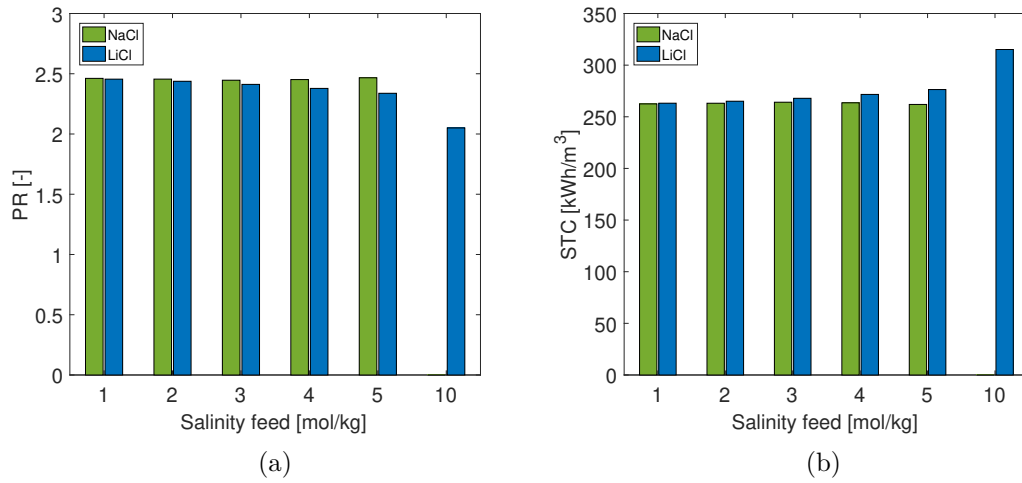 3
2.5
2
1.5
1
0.5
0
PR [-]
NaCl
LiCl
1 2 3 4 5 10
Salinity feed [mol/kg]
(a)
350
300
250
200
150
100
50
0
STC [kWh/m³]
NaCl
LiCl
1 2 3 4 5 10
Salinity feed [mol/kg]
(b)